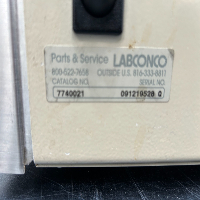 Parts & Service LABCONCO
800-522-7658 OUTSIDE U.S. 816-333-8811
CATALOG NO. SERIAL NO.
7740021 091219528 C